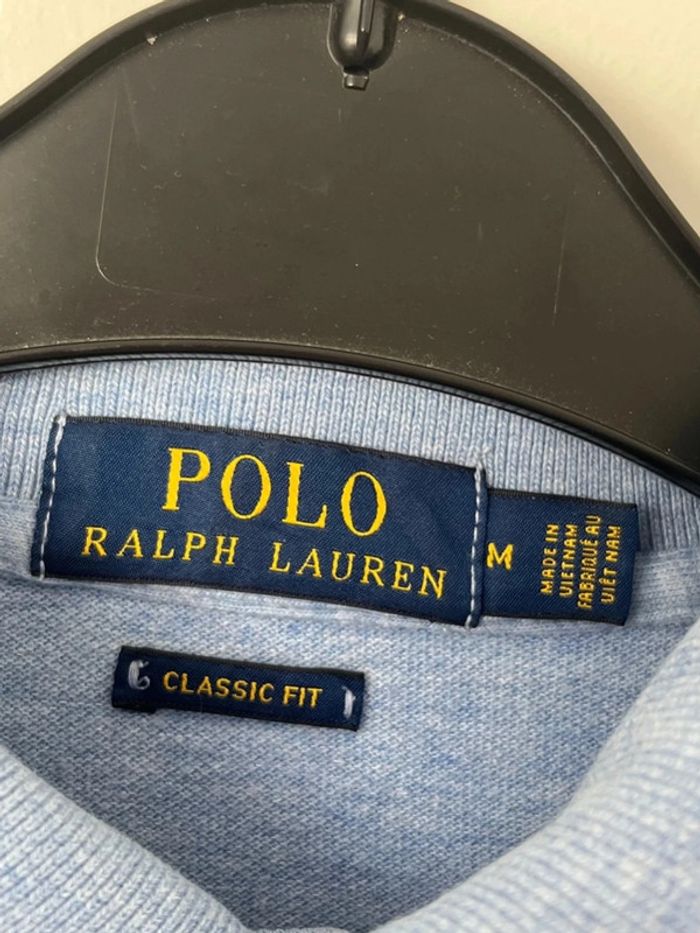 POLO
RALPH LAUREN
M
MADE IN
VIETNAM
FABRIQUÉ AU
VIÊT NAM
CLASSIC FIT